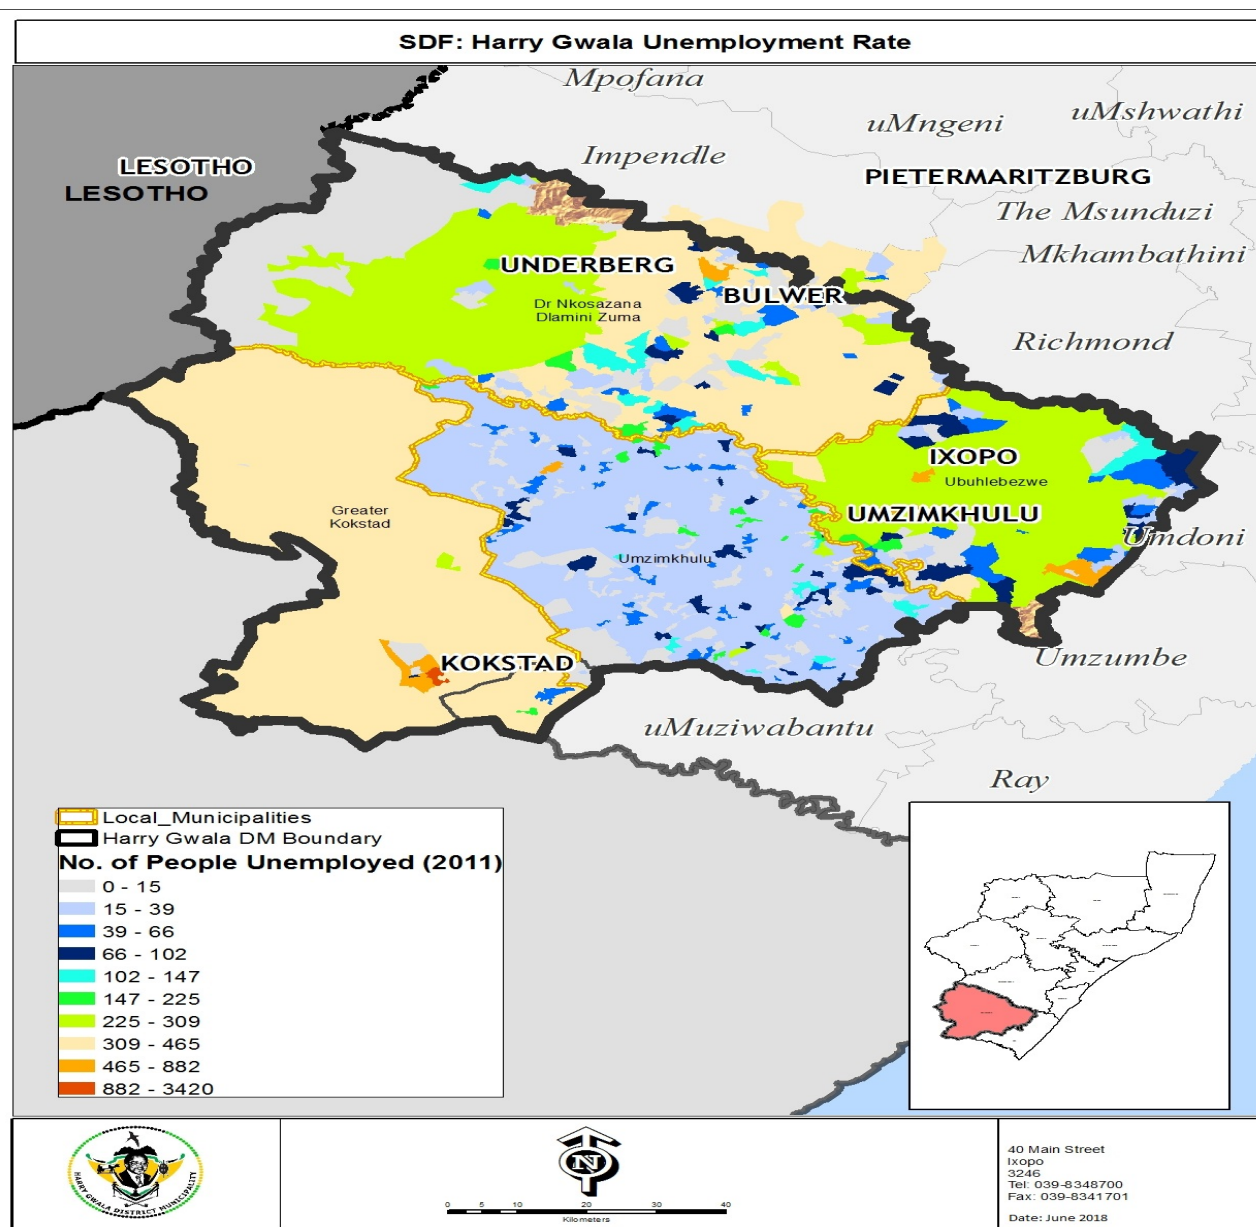 SDF: Harry Gwala Unemployment Rate
Mpofana
uMngeni
uMshwathi
Impendle
LESOTHO
LESOTHO
PIETERMARITZBURG
The Msunduzi
Mkhambathini
UNDERBERG
BULWER
Dr Nkosazana
Dlamini Zuma
Richmond
IXOPO
Ubuhlebezwe
Greater
Kokstad
UMZIMKHULU
Umdoni
Umzimkhulu
KOKSTAD
Umzumbe
uMuziwabantu
Ray
Local_Municipalities
Harry Gwala DM Boundary
No. of People Unemployed (2011)
0 - 15
15 - 39
39 - 66
66 - 102
102 - 147
147 - 225
225 - 309
309 - 465
465 - 882
882 - 3420
HARRY GWALA DISTRICT MUNICIPALITY
N
0 5 10 20 30 40
Kilometers
40 Main Street
Ixopo
3246
Tel: 039-8348700
Fax: 039-8341701
Date: June 2018